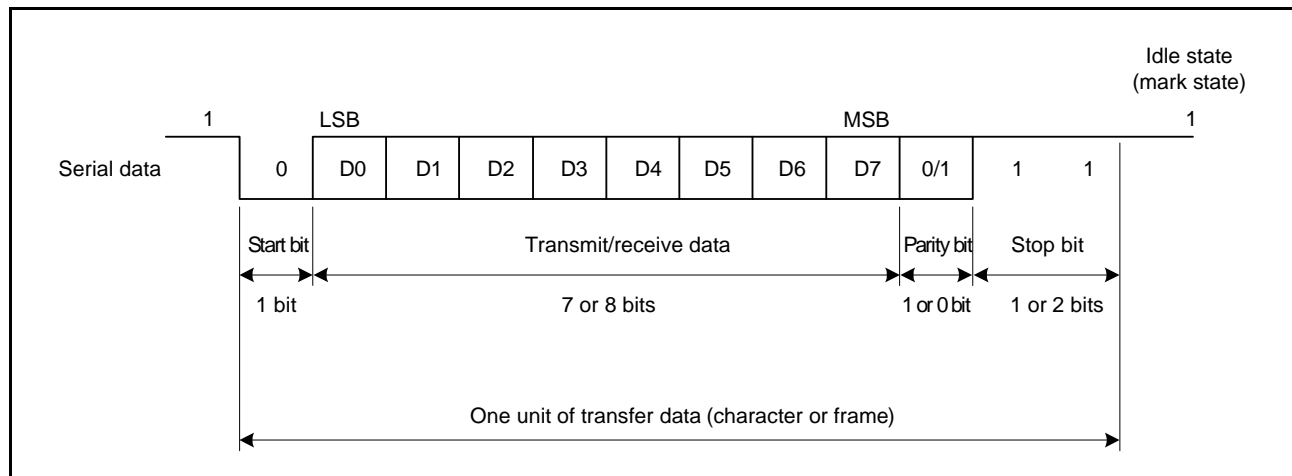 Idle state
(mark state)
1 LSB MSB 1
Serial data 0 D0 D1 D2 D3 D4 D5 D6 D7 0/1 1 1
Start bit Transmit/receive data Parity bit Stop bit
1 bit 7 or 8 bits 1 or 0 bit 1 or 2 bits
One unit of transfer data (character or frame)